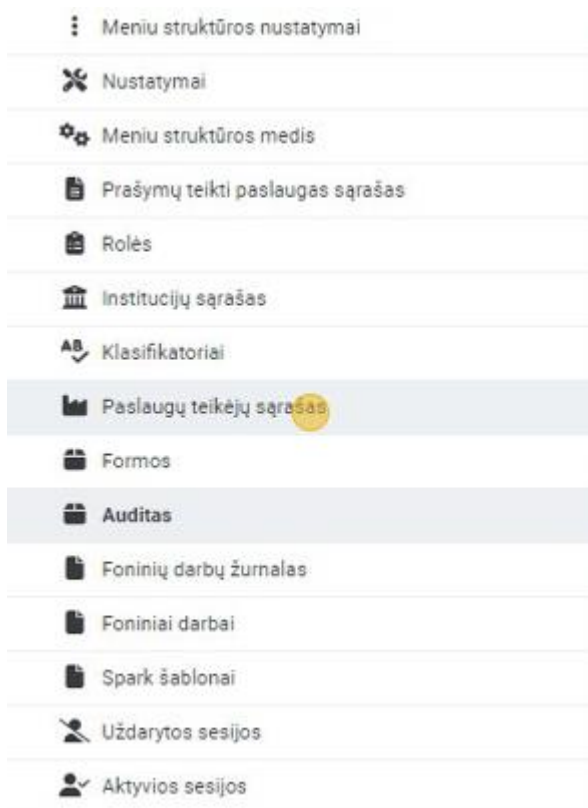 Meniu struktūros nustatymai
Nustatymai
Meniu struktūros medis
Prašymų teikti paslaugas sąrašas
Rolės
Institucijų sąrašas
Klasifikatoriai
Paslaugų teikėjų sąrašas
Formos
Auditas
Foninių darbų žurnalas
Foniniai darbai
Spark šablonai
Uždarytos sesijos
Aktyvios sesijos